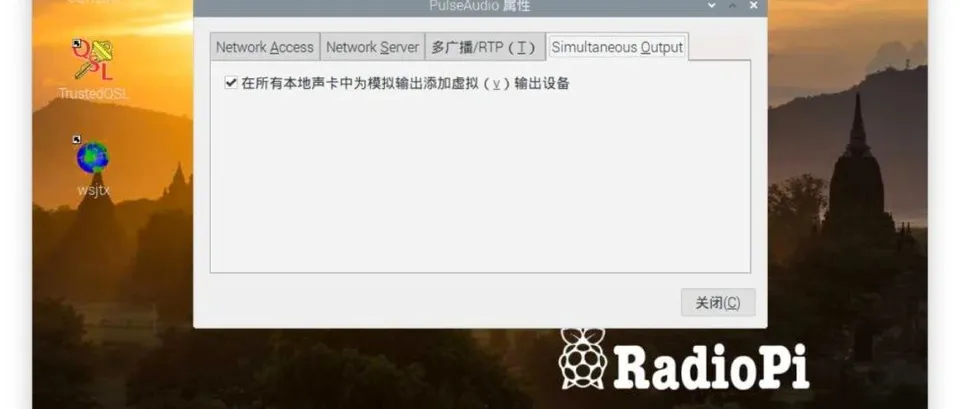 PulseAudio 属性
Network Access
Network Server
多广播/RTP (T)
Simultaneous Output
TrustedQSL
在所有本地声卡中为模拟输出添加虚拟 (v) 输出设备
wsjtx
关闭(C)
RadioPi